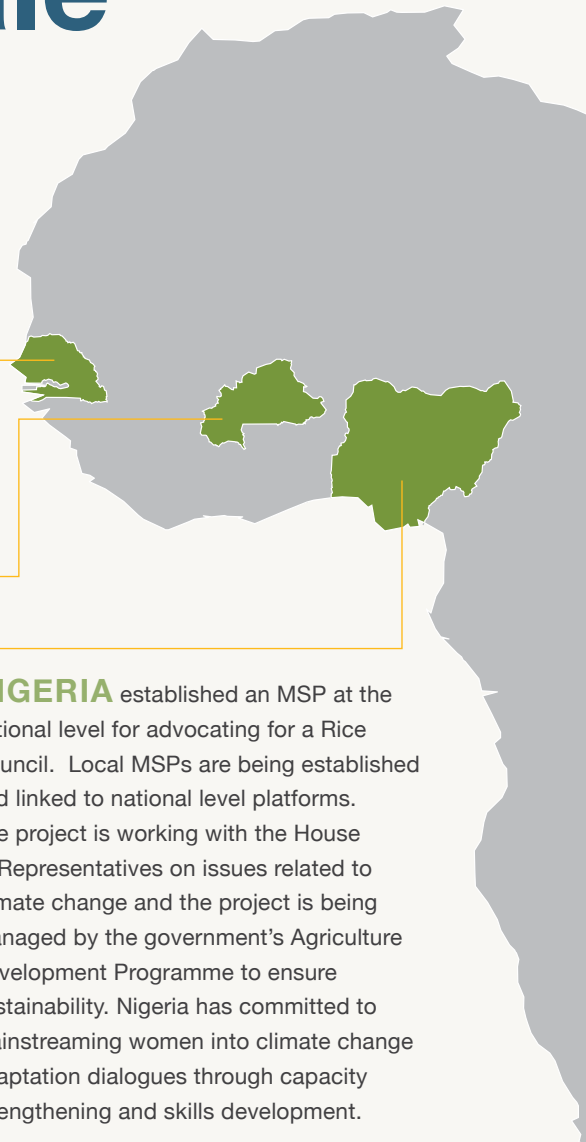 IGERIA established an MSP at the
tional level for advocating for a Rice
uncil. Local MSPs are being established
d linked to national level platforms.
e project is working with the House
Representatives on issues related to
mate change and the project is being
anaged by the government's Agriculture
velopment Programme to ensure
stainability. Nigeria has committed to
ainstreaming women into climate change
aptation dialogues through capacity
engthening and skills development.